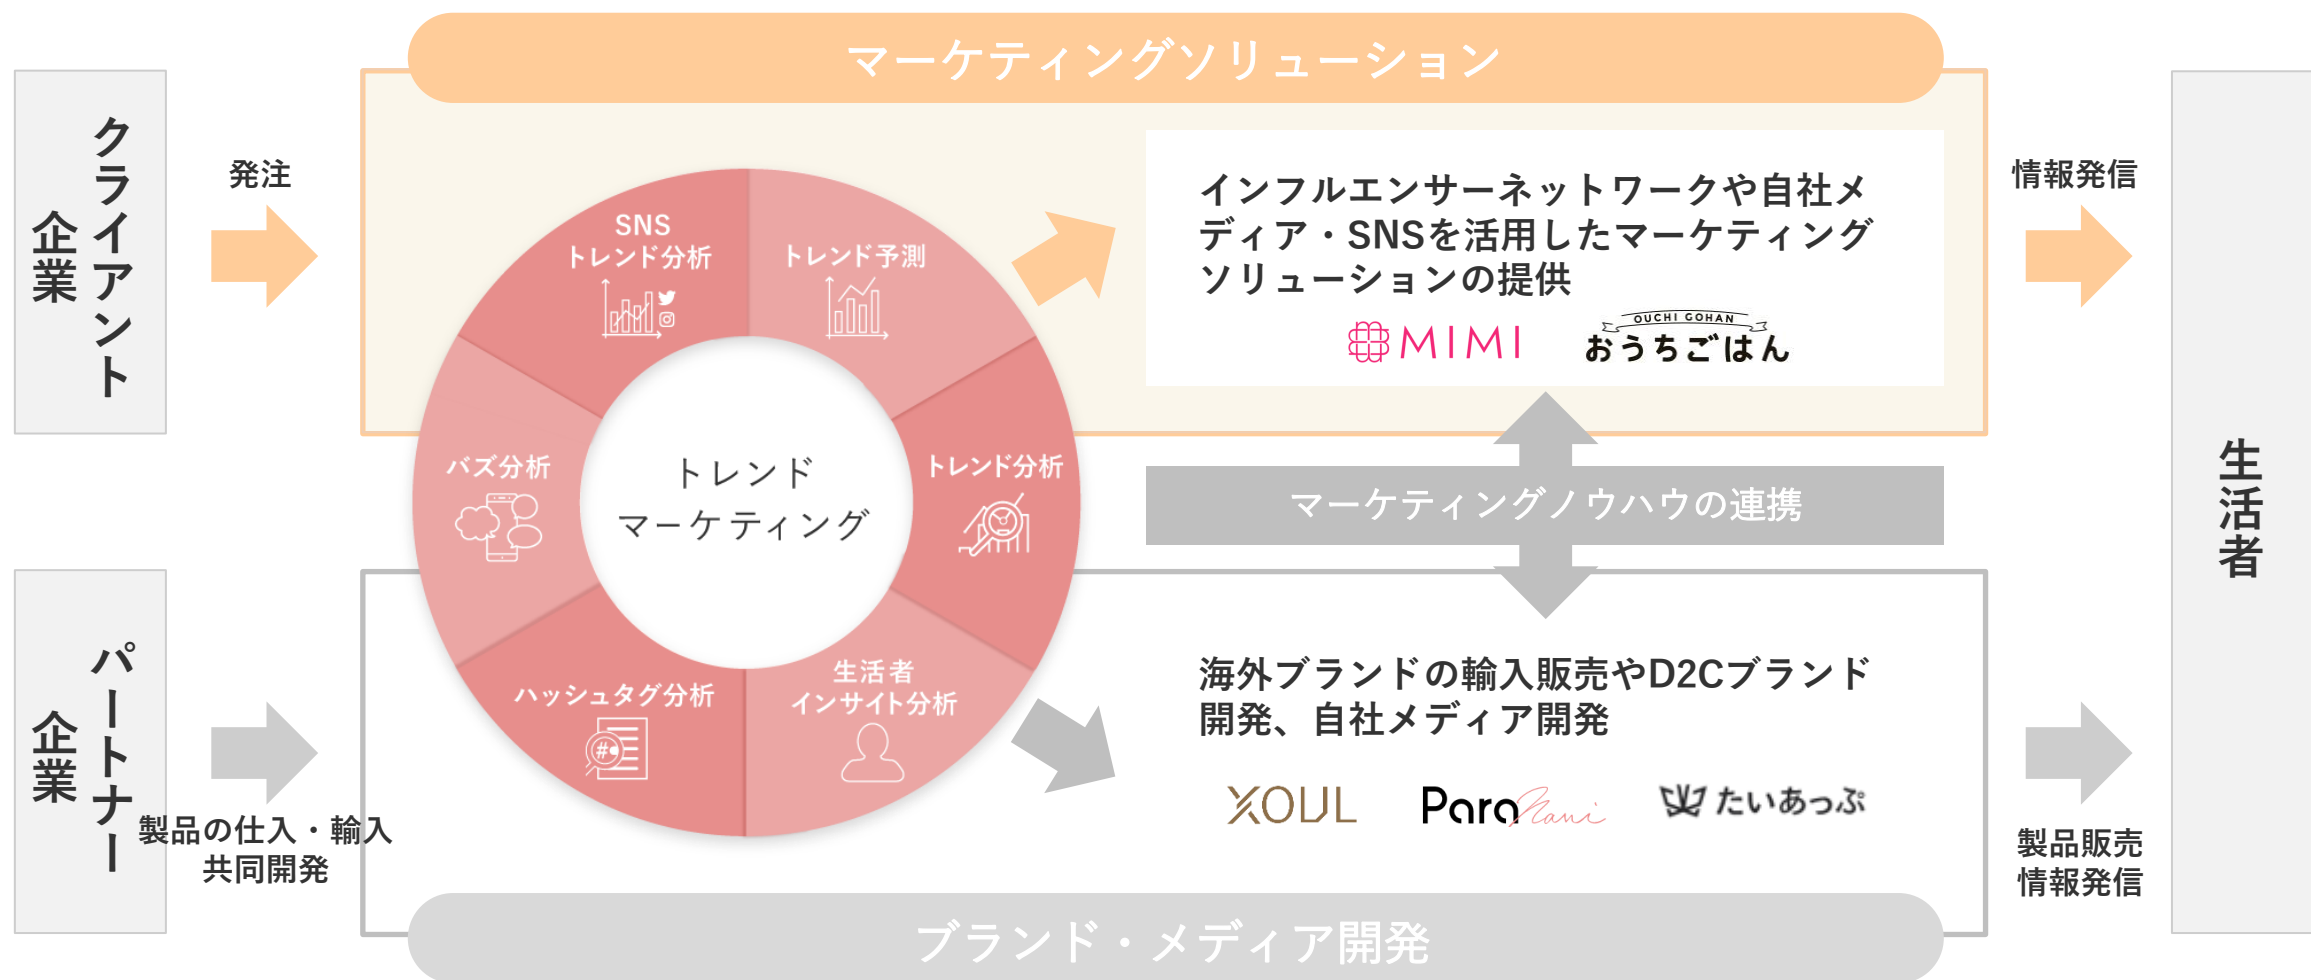 マーケティングソリューション
クライアント
企業
発注
SNS
トレンド分析
トレンド予測
インフルエンサーネットワークや自社メ
ディア・SNSを活用したマーケティング
ソリューションの提供
MIMI
OUCHI GOHAN
おうちごはん
情報発信
バズ分析
トレンド
マーケティング
トレンド分析
マーケティングノウハウの連携
生活者
パートナー
企業
製品の仕入・輸入
共同開発
ハッシュタグ分析
#
生活者
インサイト分析
海外ブランドの輸入販売やD2Cブランド
開発、自社メディア開発
XOUL
ParaNani
たいあっぷ
製品販売
情報発信
ブランド・メディア開発